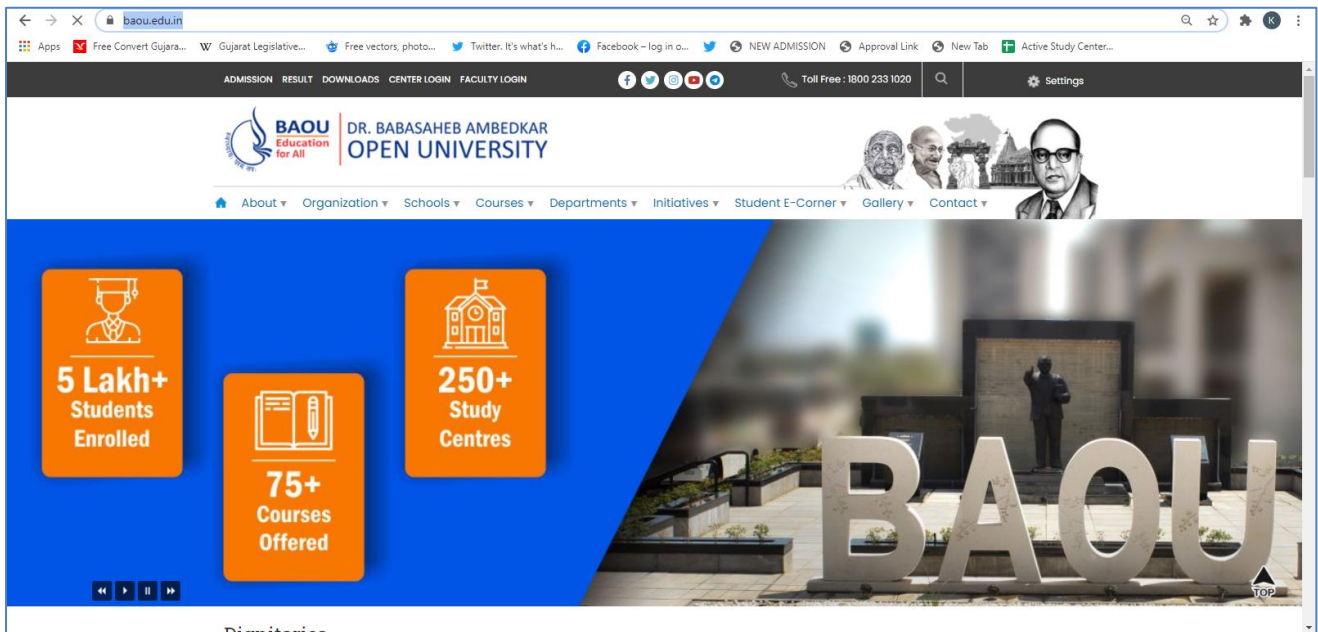 baou.edu.in
Apps Free Convert Gujara... Gujarat Legislative... Free vectors, photo... Twitter. It's what's h... Facebook – log in o... NEW ADMISSION Approval Link New Tab Active Study Center...
ADMISSION RESULT DOWNLOADS CENTER LOGIN FACULTY LOGIN Toll Free : 1800 233 1020 Settings
BAOU
Education
for All
DR. BABASAHEB AMBEDKAR
OPEN UNIVERSITY
About Organization Schools Courses Departments Initiatives Student E-Corner Gallery Contact
5 Lakh+
Students
Enrolled
75+
Courses
Offered
250+
Study
Centres
BAOU
TOP